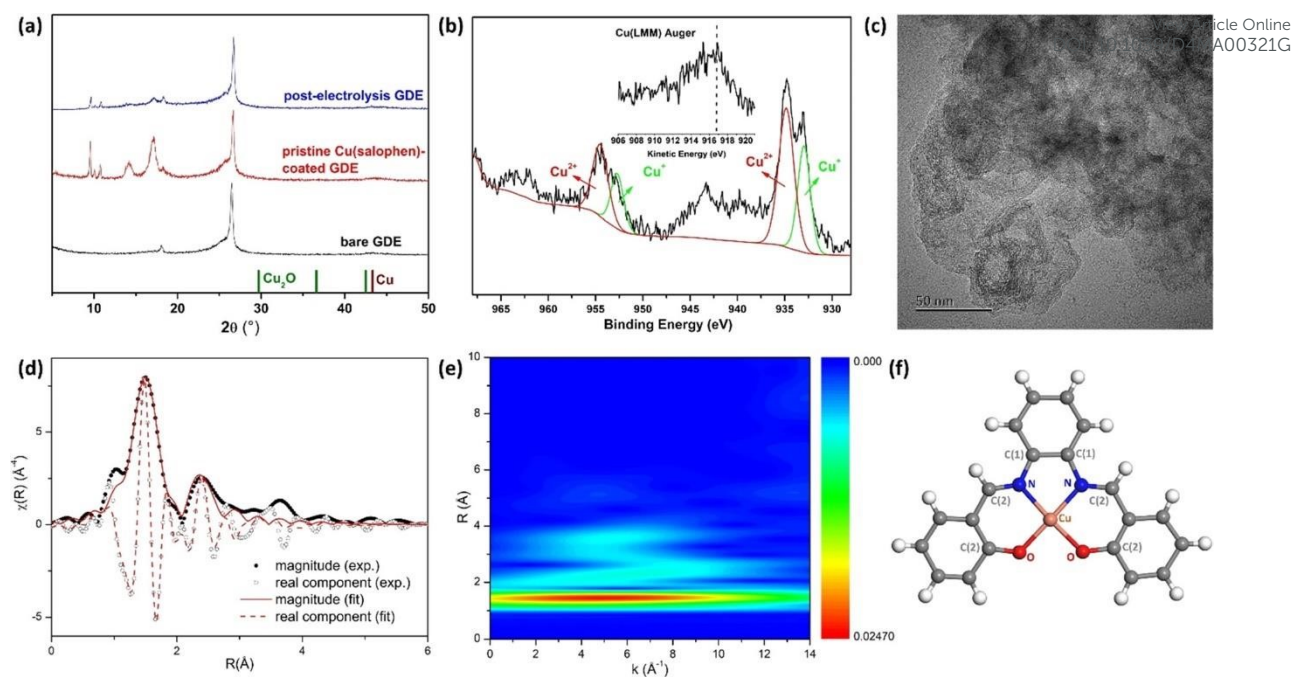 (a)
post-electrolysis GDE
pristine Cu(salophen)-
coated GDE
bare GDE
Cu2O
Cu
5
10
20
30
40
50
2θ (°)
(b)
Cu(LMM) Auger
906 908 910 912 914 916 918 920
Kinetic Energy (eV)
Cu2+
Cu+
Cu2+
Cu+
965 960 955 950 945 940 935 930
Binding Energy (eV)
(c)
icle Online
A00321G
50 nm
(d)
χ(R) (Å-4)
5
0
-5
magnitude (exp.)
real component (exp.)
magnitude (fit)
real component (fit)
0 2 4 6
R(Å)
(e)
R (Å)
10
8
6
4
2
0
0 2 4 6 8 10 12 14
k (Å-1)
0.000
0.02470
(f)
C(1) C(1)
N N
C(2) C(2)
Cu
C(2) C(2)
O O